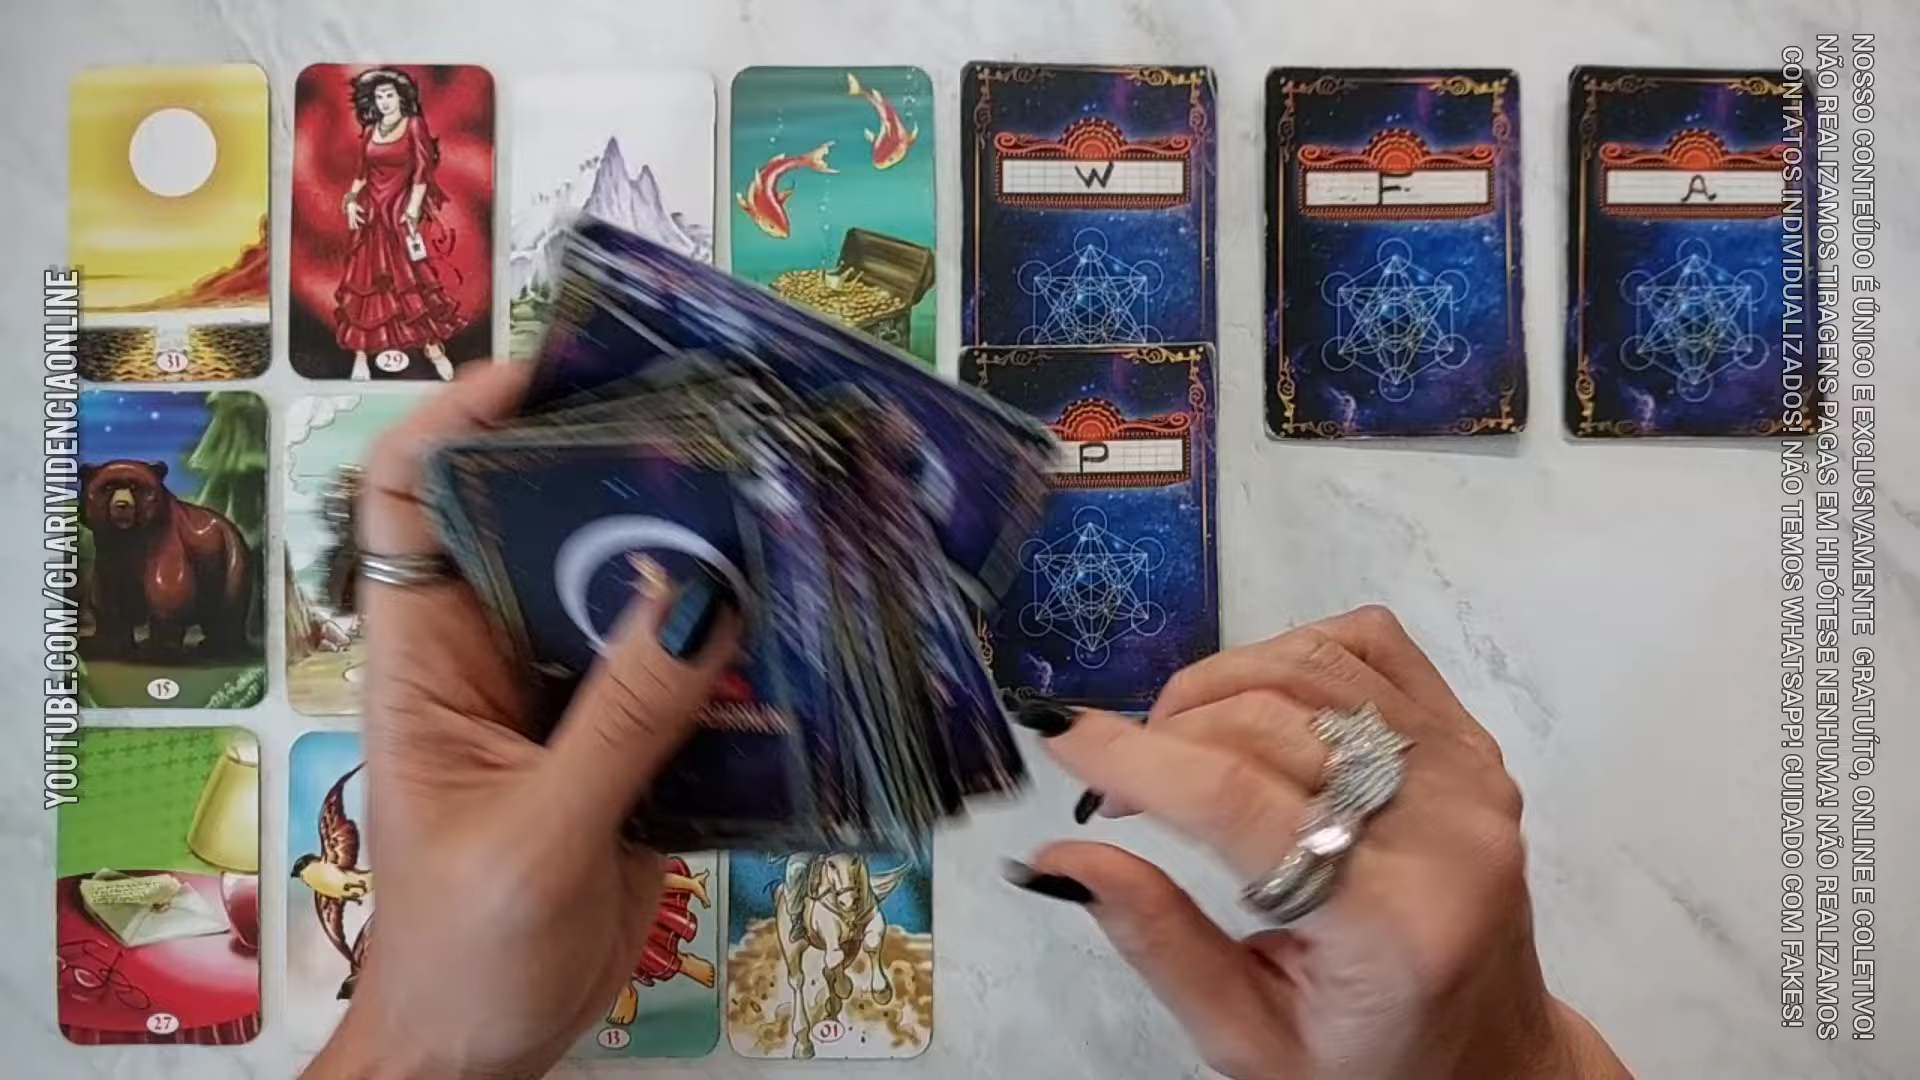 YOUTUBE.COM/CLARIVIDENCIAONLINE
31
29
W
F
A
P
15
27
13
01
NOSSO CONTEÚDO É ÚNICO E EXCLUSIVAMENTE GRATUÍTO, ONLINE E COLETIVO!
NÃO REALIZAMOS TIRAGENS PAGAS EM HIPÓTESE NENHUMA! NÃO REALIZAMOS
CONTATOS INDIVIDUALIZADOS! NÃO TEMOS WHATSAPP! CUIDADO COM FAKES!